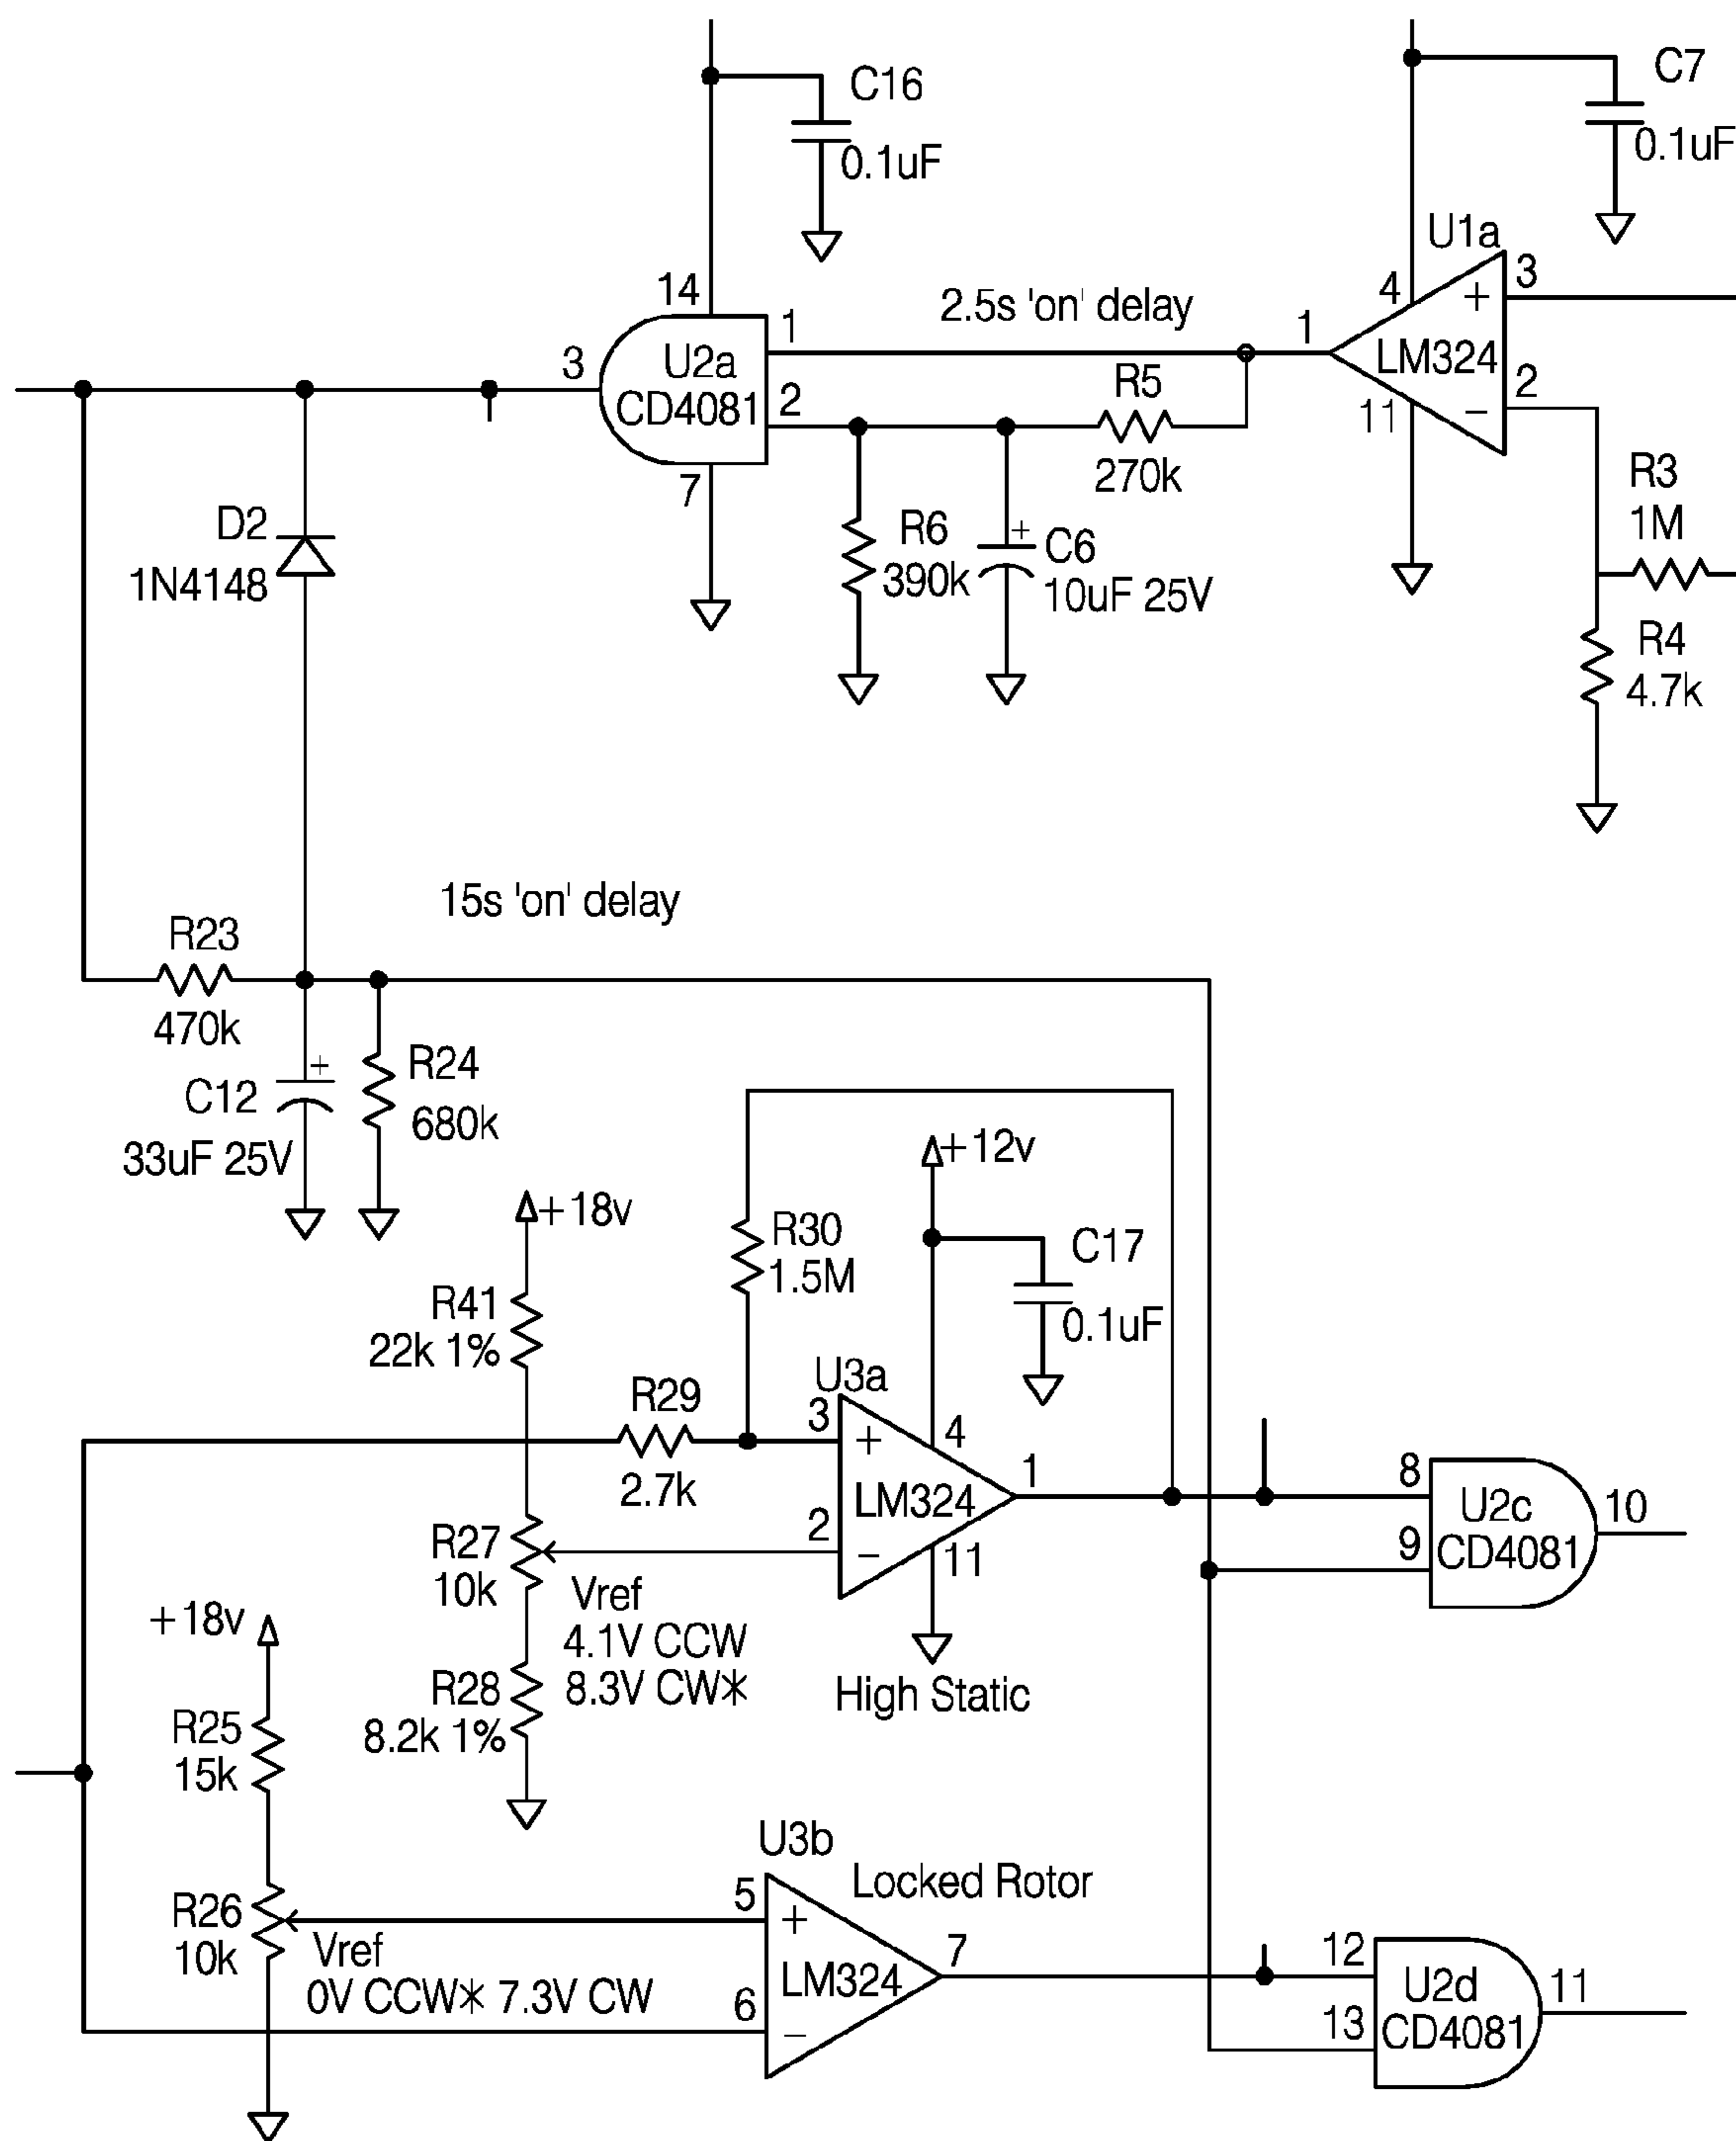 C16
0.1uF
C7
0.1uF
U1a
14
1
2.5s 'on' delay
1
4
+
3
LM324
3
U2a
CD4081
2
R5
270k
2
−
11
7
D2
1N4148
R6
390k
+
C6
10uF 25V
R3
1M
R4
4.7k
15s 'on' delay
R23
470k
+
C12
33uF 25V
R24
680k
+12v
+18v
R30
1.5M
C17
0.1uF
R41
22k 1%
U3a
R29
2.7k
3
+
4
LM324
1
2
−
11
8
U2c
10
9
CD4081
R27
10k
Vref
4.1V CCW
8.3V CW*
High Static
R28
8.2k 1%
+18v
R25
15k
U3b
Locked Rotor
R26
10k
5
+
Vref
0V CCW* 7.3V CW
LM324
7
6
−
12
U2d
11
13
CD4081